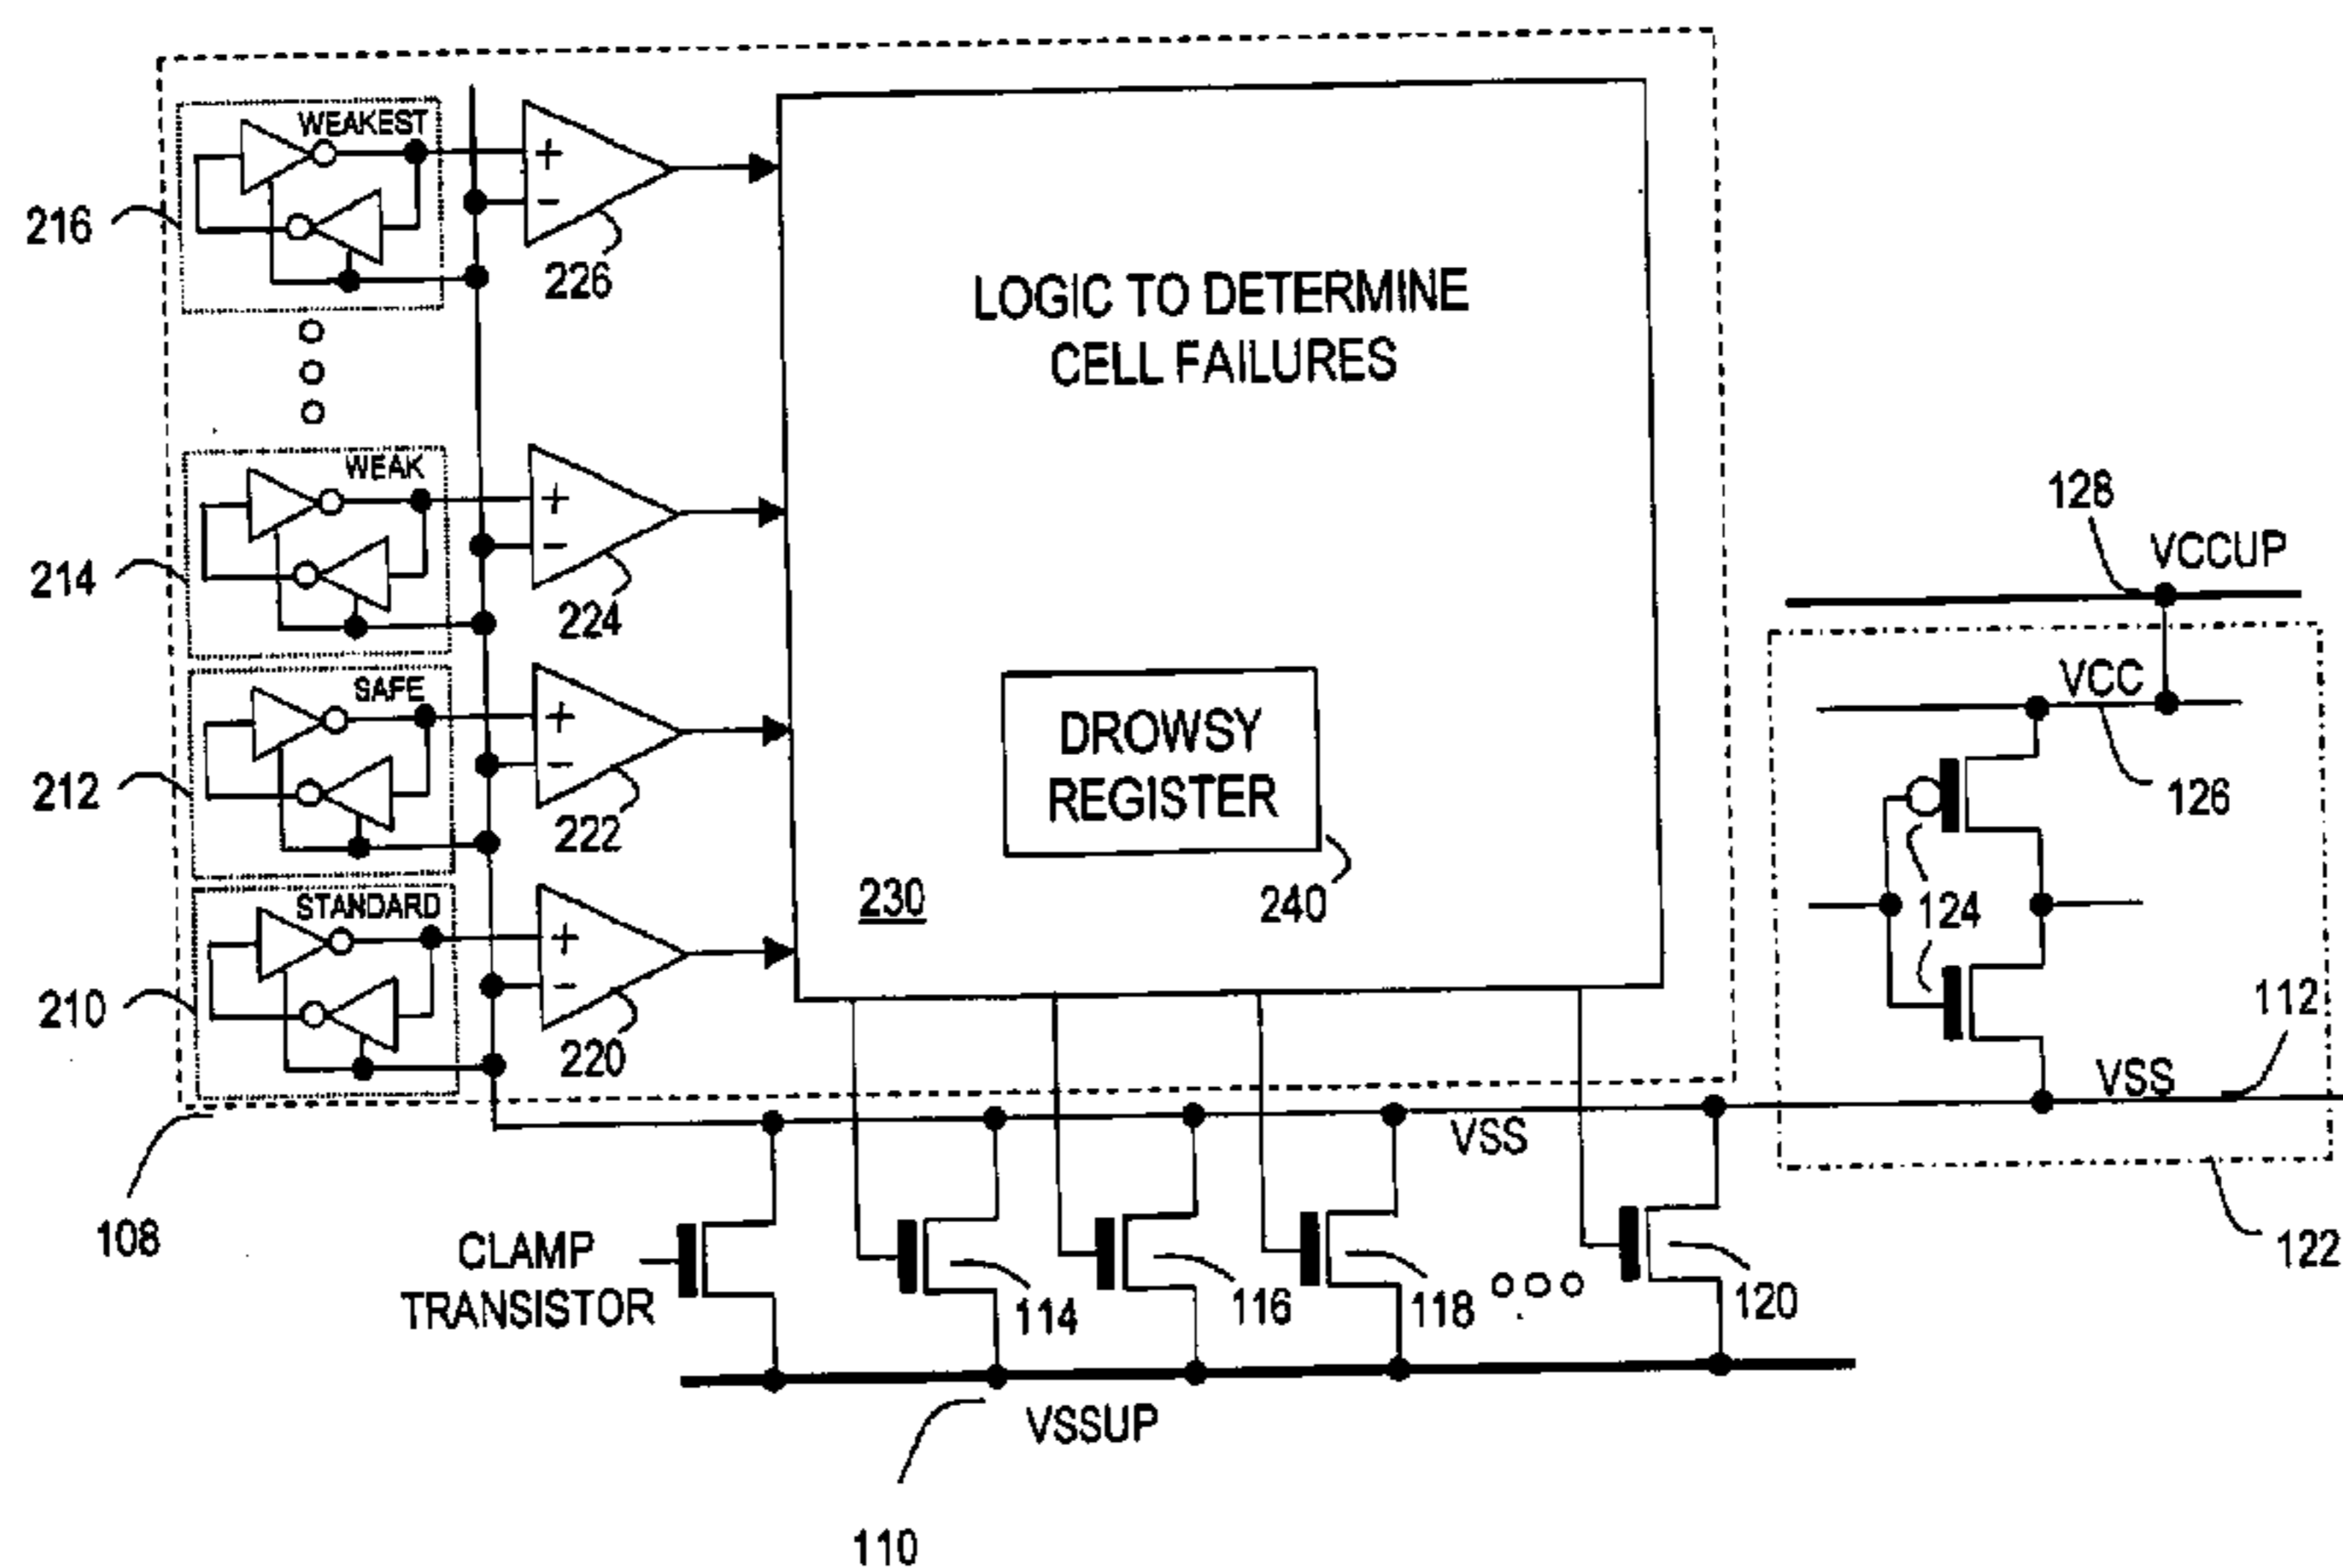 WEAKEST
216
+
−
226
LOGIC TO DETERMINE
CELL FAILURES
WEAK
214
+
−
224
128
VCCUP
SAFE
212
+
−
222
DROWSY
REGISTER
VCC
126
STANDARD
210
+
−
220
230
240
124
112
VSS
VSS
108
CLAMP
TRANSISTOR
114
116
118
120
122
VSSUP
110